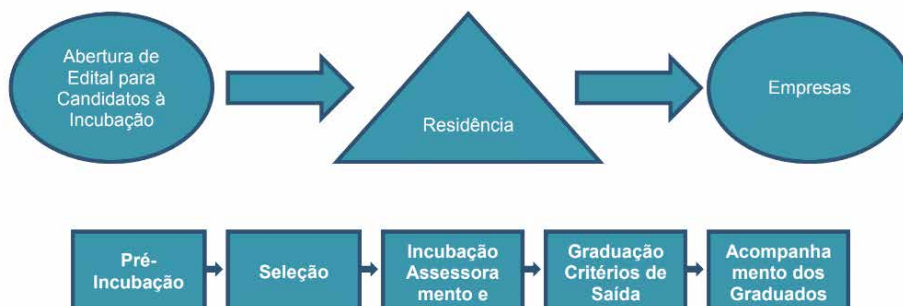 Abertura de
Edital para
Candidatos à
Incubação
Residência
Empresas
Pré-
Incubação
Seleção
Incubação
Assessora
mento e
Graduação
Critérios de
Saída
Acompanha
mento dos
Graduados